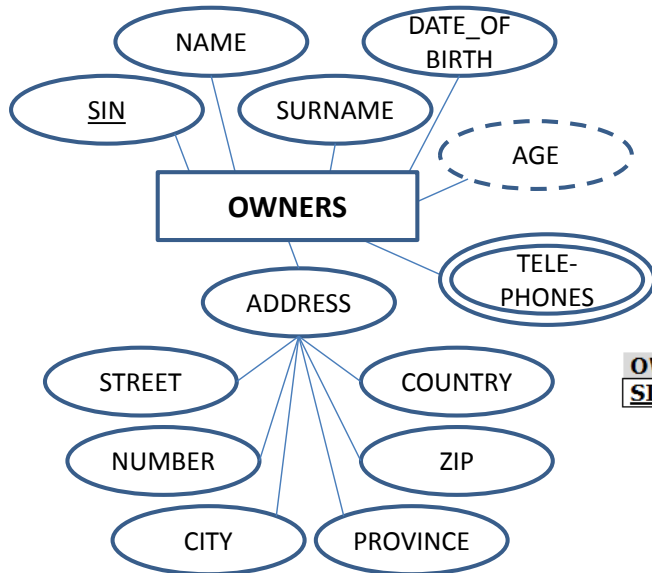 NAME
DATE_OF
BIRTH
SIN
SURNAME
AGE
OWNERS
TELE-
PHONES
ADDRESS
STREET
COUNTRY
NUMBER
ZIP
CITY
PROVINCE